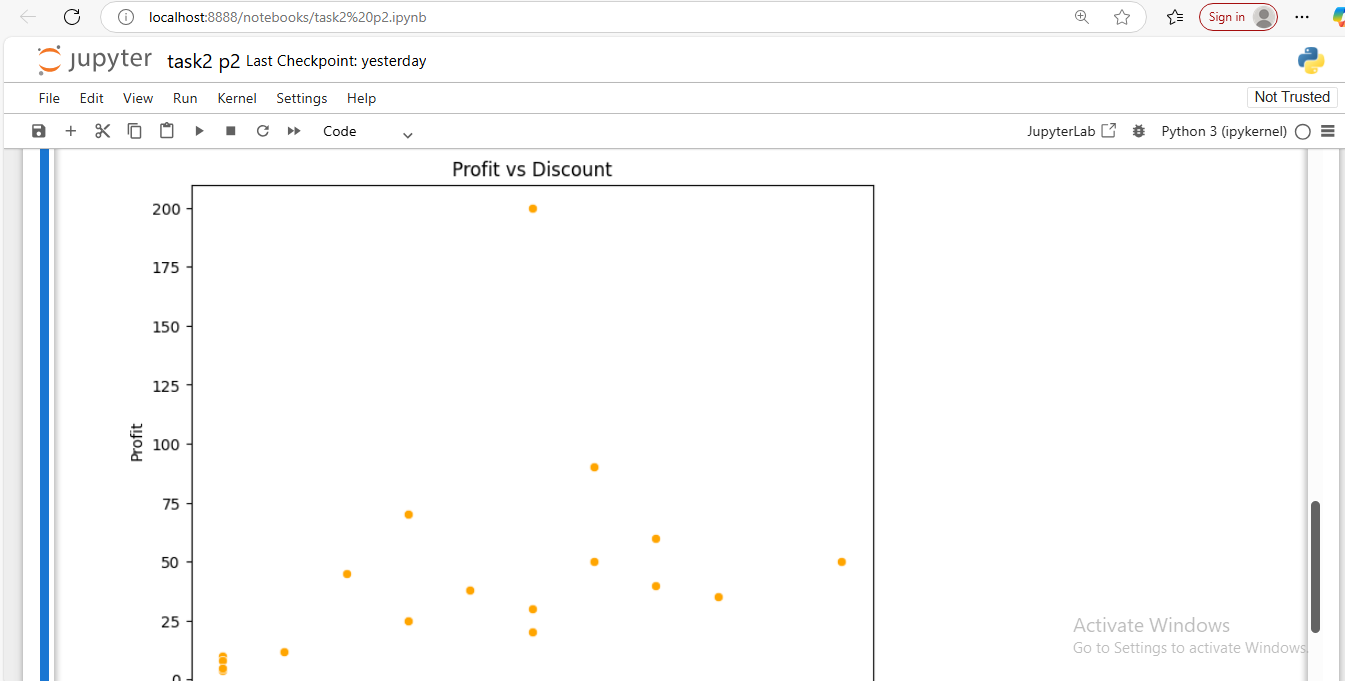 localhost:8888/notebooks/task2%20p2.ipynb
Sign in
jupyter task2 p2 Last Checkpoint: yesterday
File Edit View Run Kernel Settings Help
Not Trusted
Code
JupyterLab
Python 3 (ipykernel)
Profit vs Discount
200
175
150
125
100
75
50
25
0
Profit
Activate Windows
Go to Settings to activate Windows.